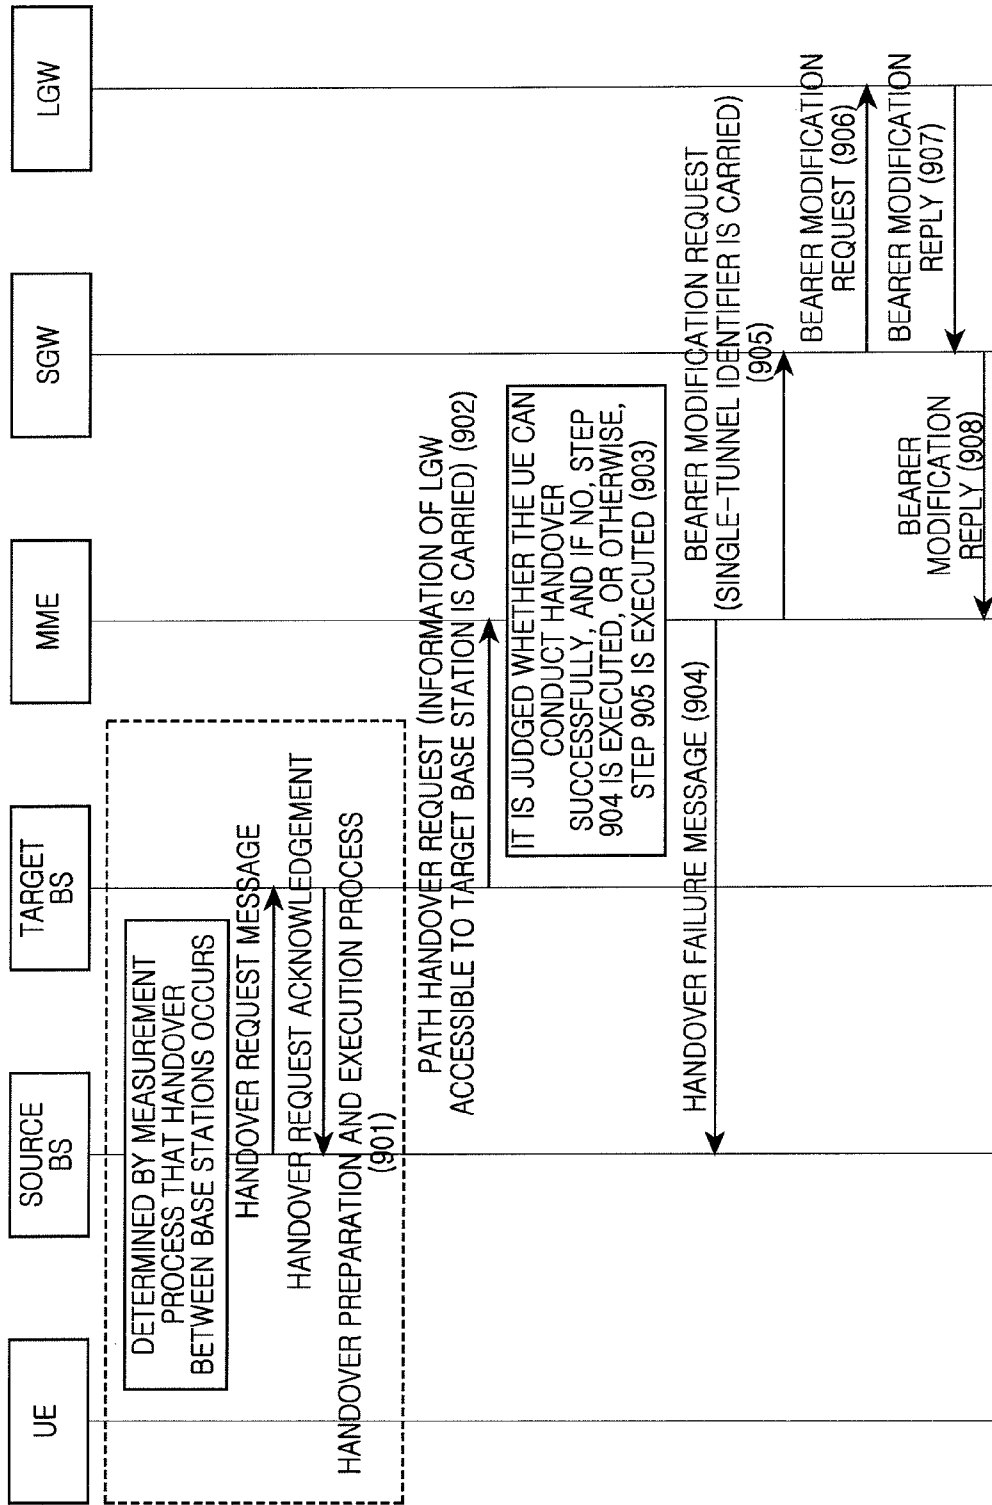 UE
SOURCE
BS
TARGET
BS
MME
SGW
LGW
DETERMINED BY MEASUREMENT
PROCESS THAT HANDOVER
BETWEEN BASE STATIONS OCCURS
HANDOVER REQUEST MESSAGE
HANDOVER REQUEST ACKNOWLEDGEMENT
HANDOVER PREPARATION AND EXECUTION PROCESS
(901)
PATH HANDOVER REQUEST (INFORMATION OF LGW
ACCESSIBLE TO TARGET BASE STATION IS CARRIED) (902)
IT IS JUDGED WHETHER THE UE CAN
CONDUCT HANDOVER
SUCCESSFULLY, AND IF NO, STEP
904 IS EXECUTED, OR OTHERWISE,
STEP 905 IS EXECUTED (903)
HANDOVER FAILURE MESSAGE (904)
BEARER MODIFICATION REQUEST
(SINGLE-TUNNEL IDENTIFIER IS CARRIED)
(905)
BEARER MODIFICATION
REQUEST (906)
BEARER MODIFICATION
REPLY (907)
BEARER
MODIFICATION
REPLY (908)